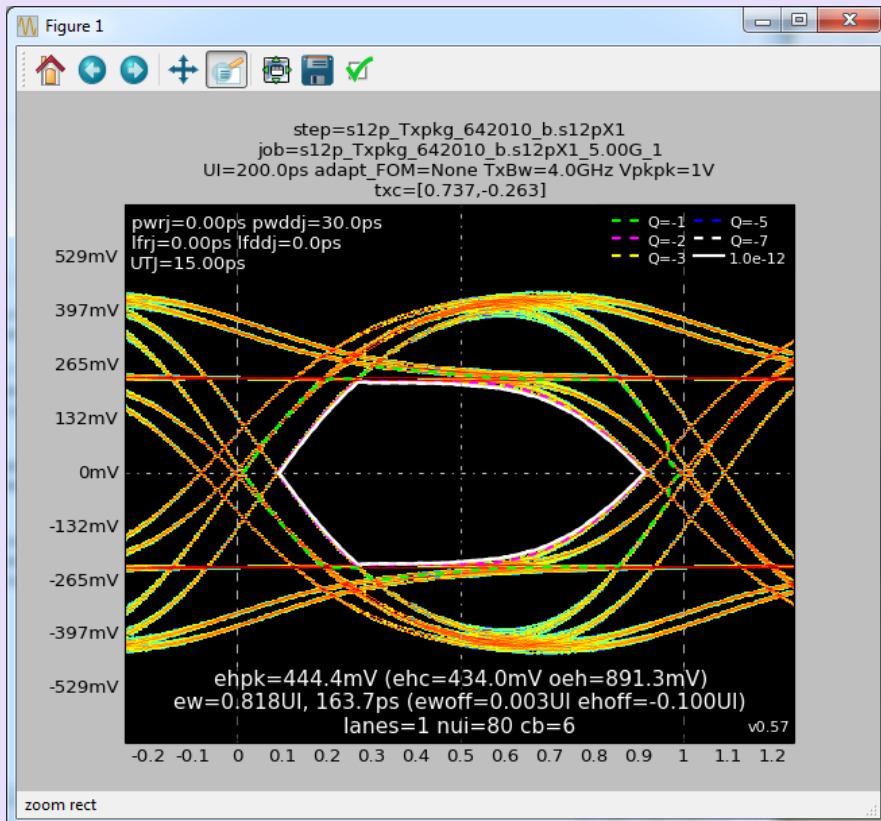 Figure 1
step=s12p_Txpkg_642010_b.s12pX1
job=s12p_Txpkg_642010_b.s12pX1_5.00G_1
UI=200.0ps adapt_FOM=None TxBw=4.0GHz Vpkpk=1V
txc=[0.737,-0.263]
pwrj=0.00ps pwddj=30.0ps
lfrj=0.00ps lfddj=0.0ps
UTJ=15.00ps
Q=-1 Q=-5
Q=-2 Q=-7
Q=-3 1.0e-12
529mV
397mV
265mV
132mV
0mV
-132mV
-265mV
-397mV
-529mV
ehpk=444.4mV (ehc=434.0mV oeh=891.3mV)
ew=0.818UI, 163.7ps (ewoff=0.003UI ehoff=-0.100UI)
lanes=1 nui=80 cb=6
v0.57
-0.2 -0.1 0 0.1 0.2 0.3 0.4 0.5 0.6 0.7 0.8 0.9 1 1.1 1.2
zoom rect